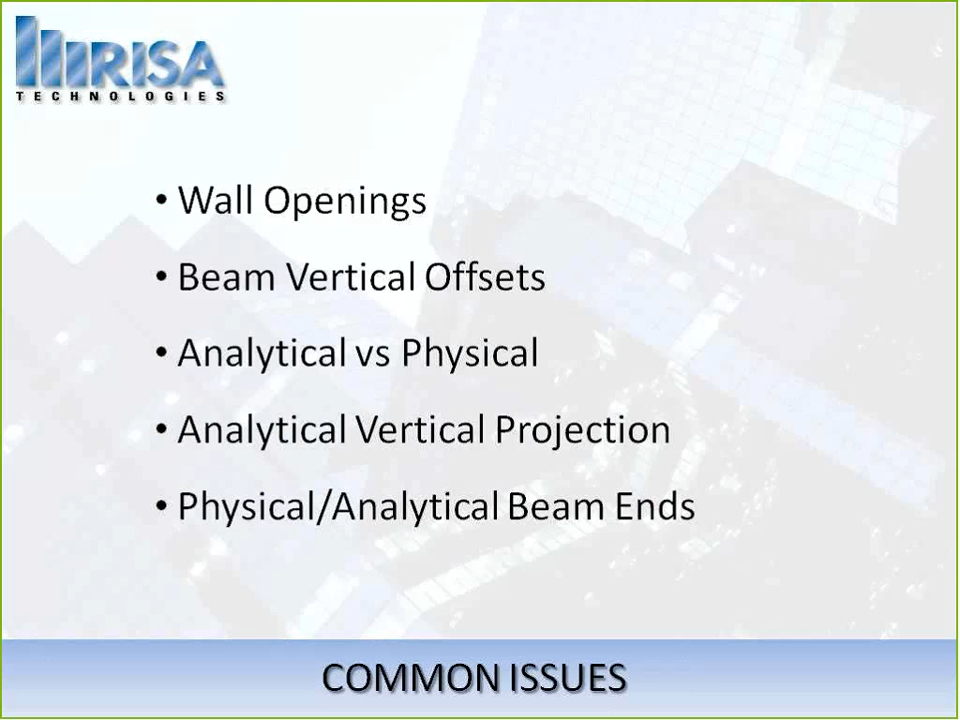 RISA
TECHNOLOGIES
• Wall Openings
• Beam Vertical Offsets
• Analytical vs Physical
• Analytical Vertical Projection
• Physical/Analytical Beam Ends
COMMON ISSUES